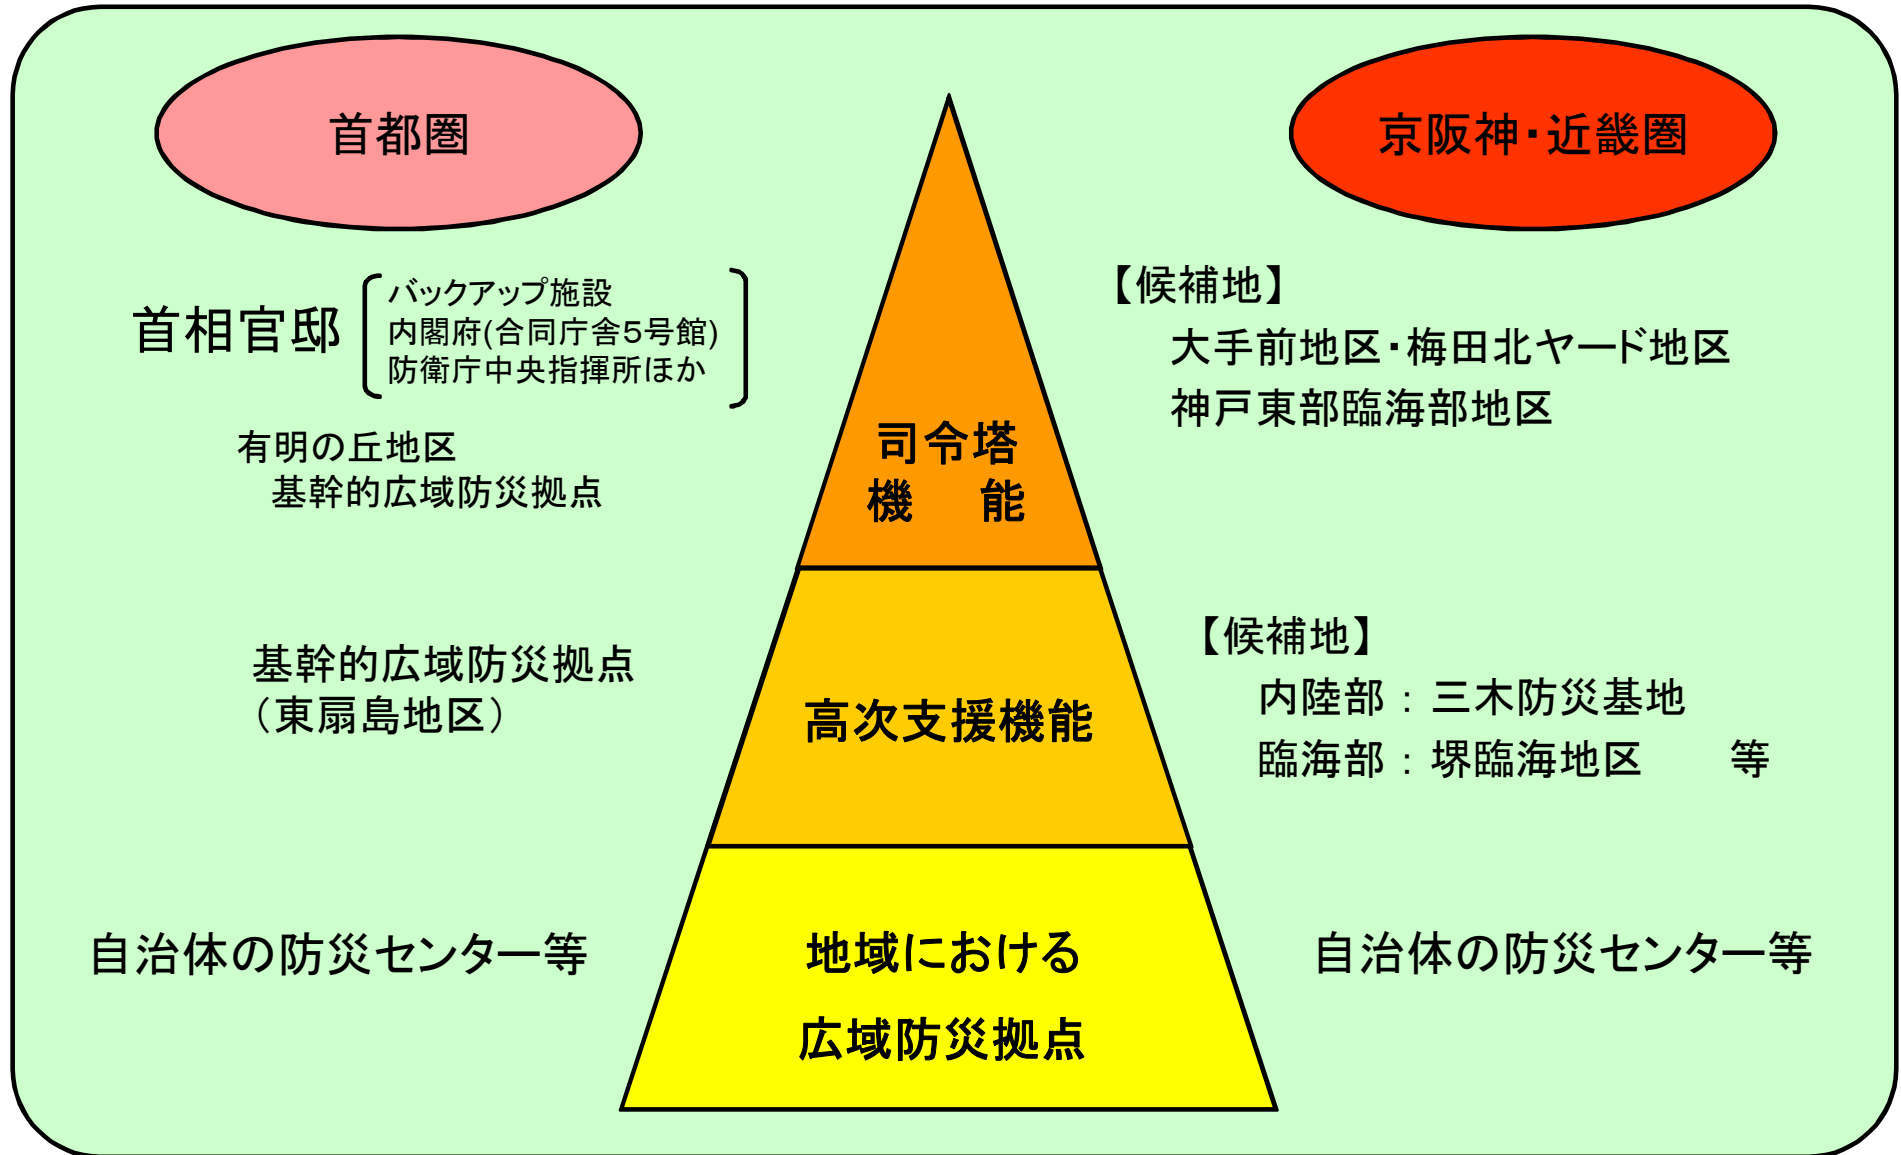 首都圏
京阪神・近畿圏
首相官邸
バックアップ施設
内閣府(合同庁舎5号館)
防衛庁中央指揮所ほか
有明の丘地区
基幹的広域防災拠点
【候補地】
大手前地区・梅田北ヤード地区
神戸東部臨海部地区
司令塔
機　能
基幹的広域防災拠点
（東扇島地区）
高次支援機能
【候補地】
内陸部：三木防災基地
臨海部：堺臨海地区　　等
自治体の防災センター等
地域における
広域防災拠点
自治体の防災センター等